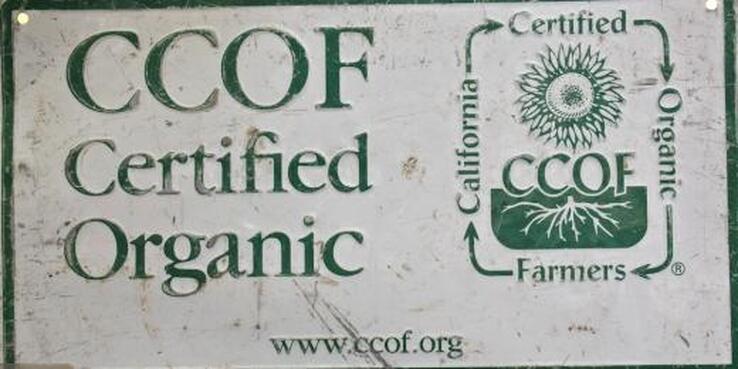 CCOF
Certified
Organic
www.ccof.org
California
Certified
Organic
Farmers
®
CCOF